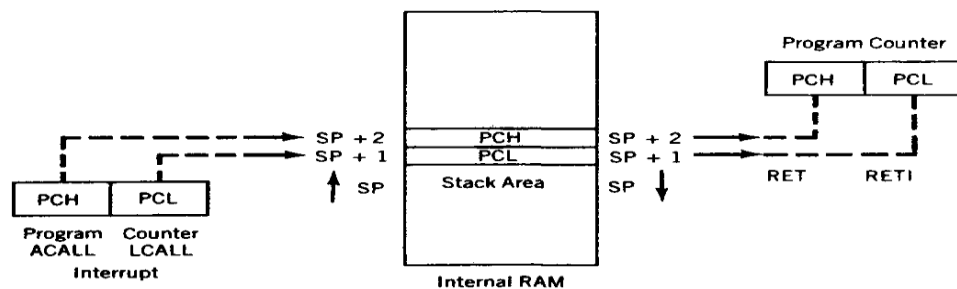 Program Counter
PCH PCL
SP + 2 PCH SP + 2
SP + 1 PCL SP + 1
SP Stack Area SP RET RETI
PCH PCL
Program Counter
ACALL LCALL
Interrupt
Internal RAM